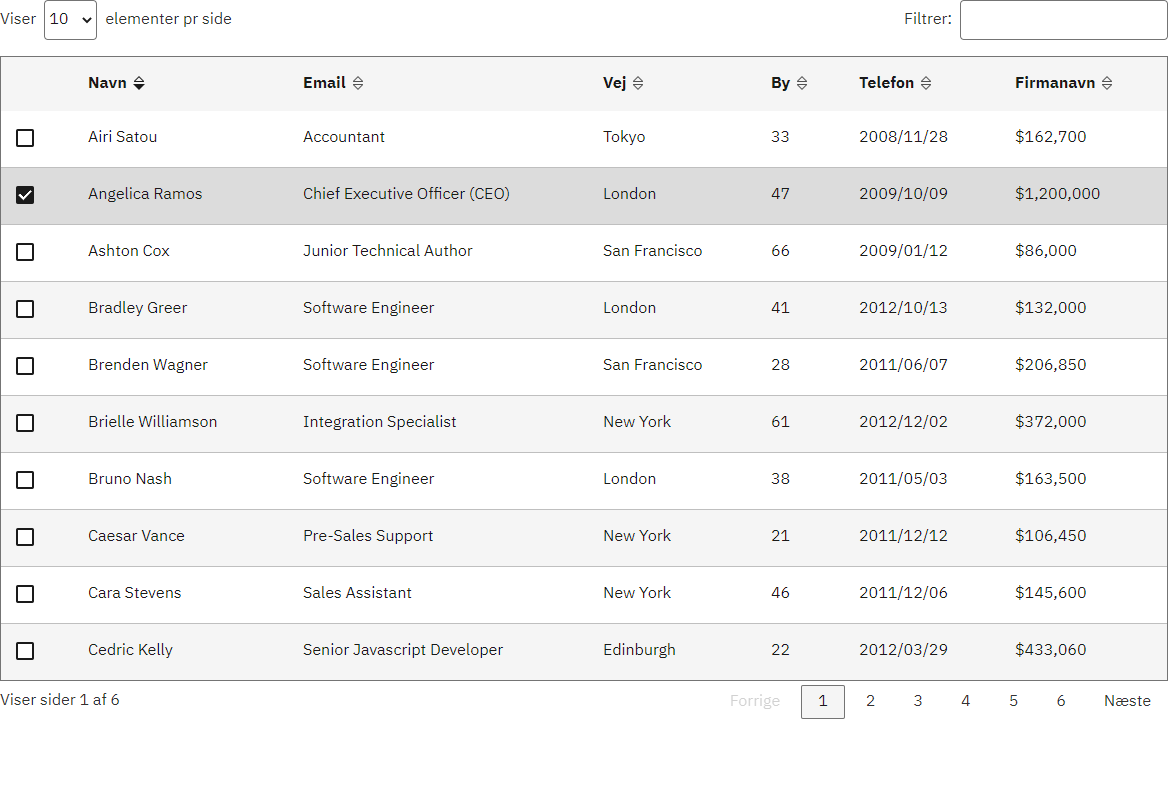 Viser 10 elementer pr side Filtrer:
Navn Email Vej By Telefon Firmanavn
Airi Satou Accountant Tokyo 33 2008/11/28 $162,700
Angelica Ramos Chief Executive Officer (CEO) London 47 2009/10/09 $1,200,000
Ashton Cox Junior Technical Author San Francisco 66 2009/01/12 $86,000
Bradley Greer Software Engineer London 41 2012/10/13 $132,000
Brenden Wagner Software Engineer San Francisco 28 2011/06/07 $206,850
Brielle Williamson Integration Specialist New York 61 2012/12/02 $372,000
Bruno Nash Software Engineer London 38 2011/05/03 $163,500
Caesar Vance Pre-Sales Support New York 21 2011/12/12 $106,450
Cara Stevens Sales Assistant New York 46 2011/12/06 $145,600
Cedric Kelly Senior Javascript Developer Edinburgh 22 2012/03/29 $433,060
Viser sider 1 af 6 Forrige 1 2 3 4 5 6 Næste